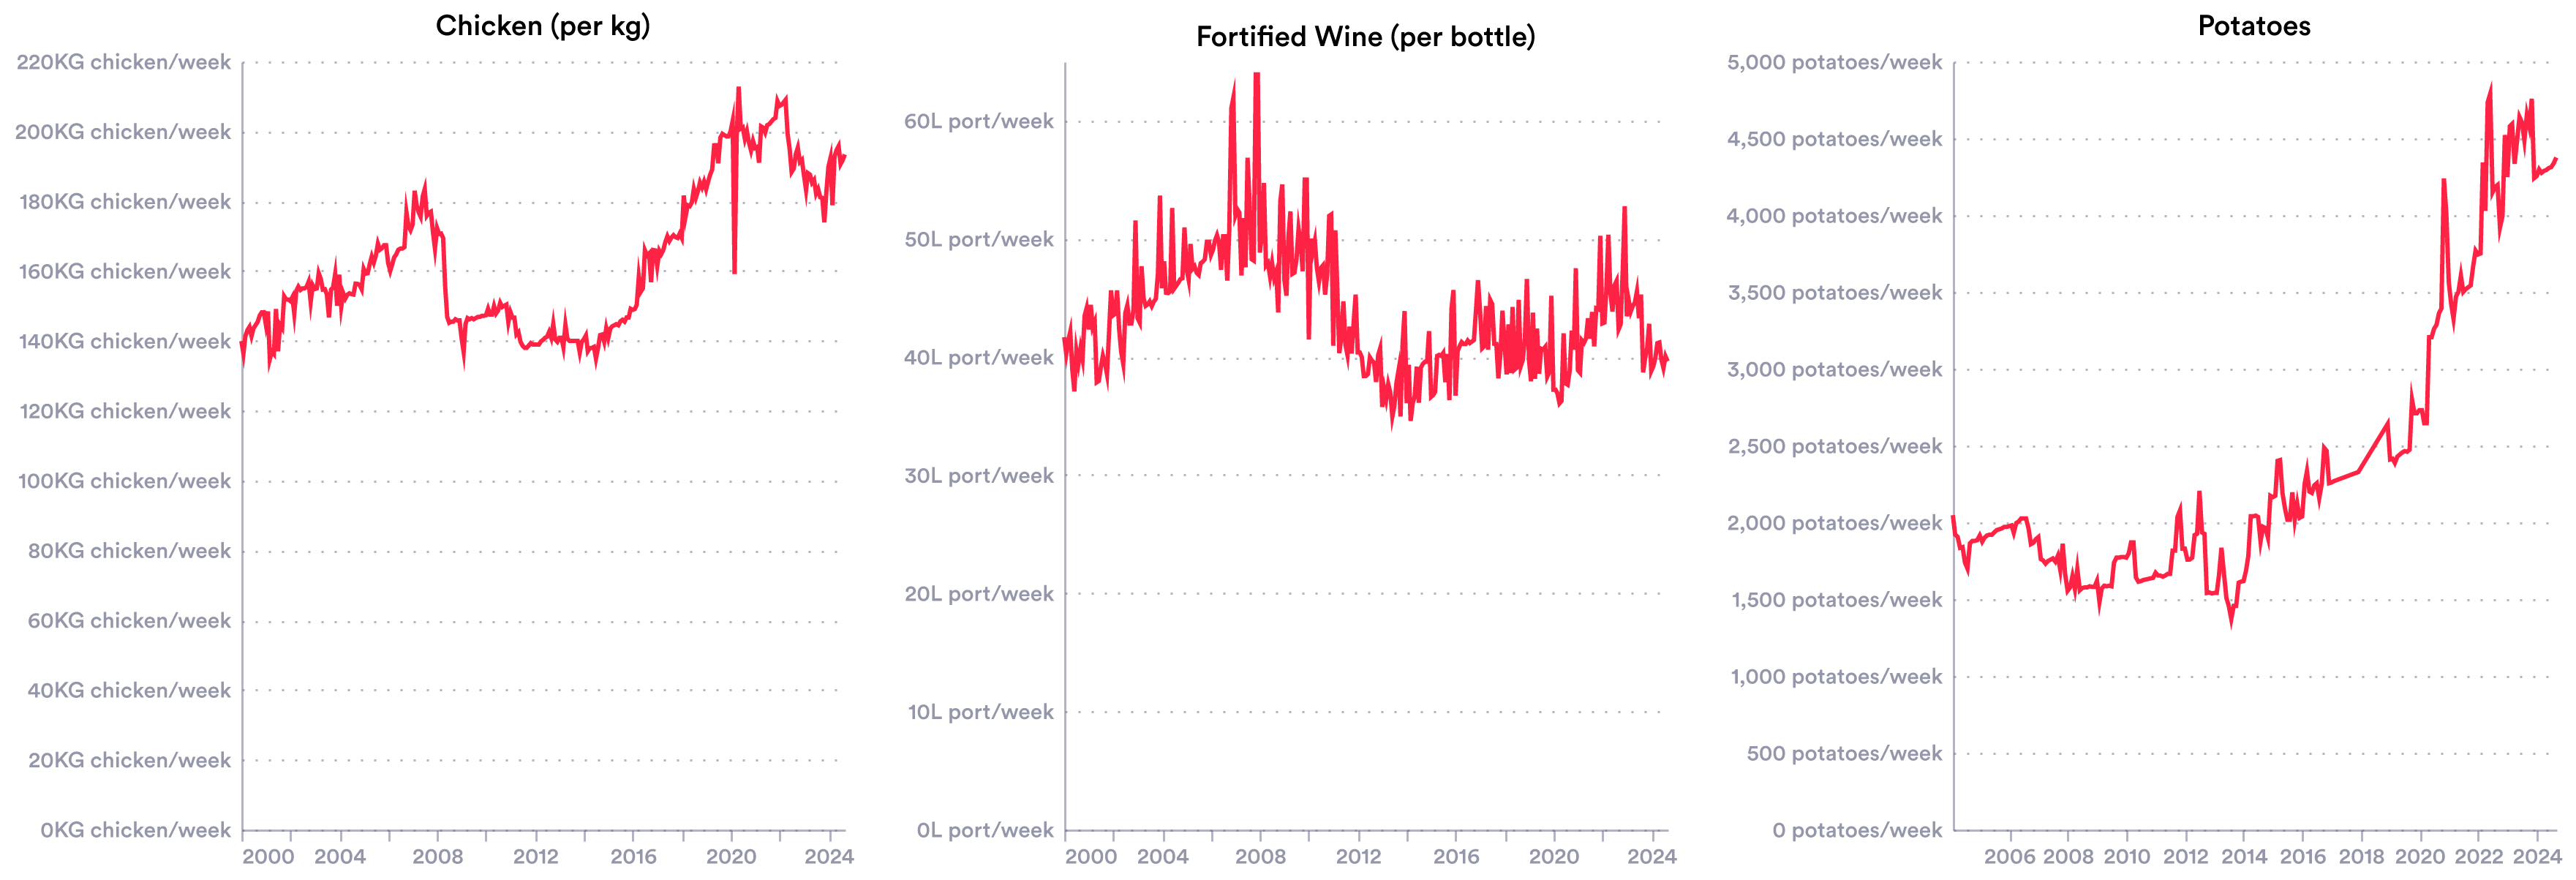 Chicken (per kg)
220KG chicken/week
200KG chicken/week
180KG chicken/week
160KG chicken/week
140KG chicken/week
120KG chicken/week
100KG chicken/week
80KG chicken/week
60KG chicken/week
40KG chicken/week
20KG chicken/week
0KG chicken/week
2000 2004 2008 2012 2016 2020 2024
Fortified Wine (per bottle)
60L port/week
50L port/week
40L port/week
30L port/week
20L port/week
10L port/week
0L port/week
2000 2004 2008 2012 2016 2020 2024
Potatoes
5,000 potatoes/week
4,500 potatoes/week
4,000 potatoes/week
3,500 potatoes/week
3,000 potatoes/week
2,500 potatoes/week
2,000 potatoes/week
1,500 potatoes/week
1,000 potatoes/week
500 potatoes/week
0 potatoes/week
2006 2008 2010 2012 2014 2016 2018 2020 2022 2024